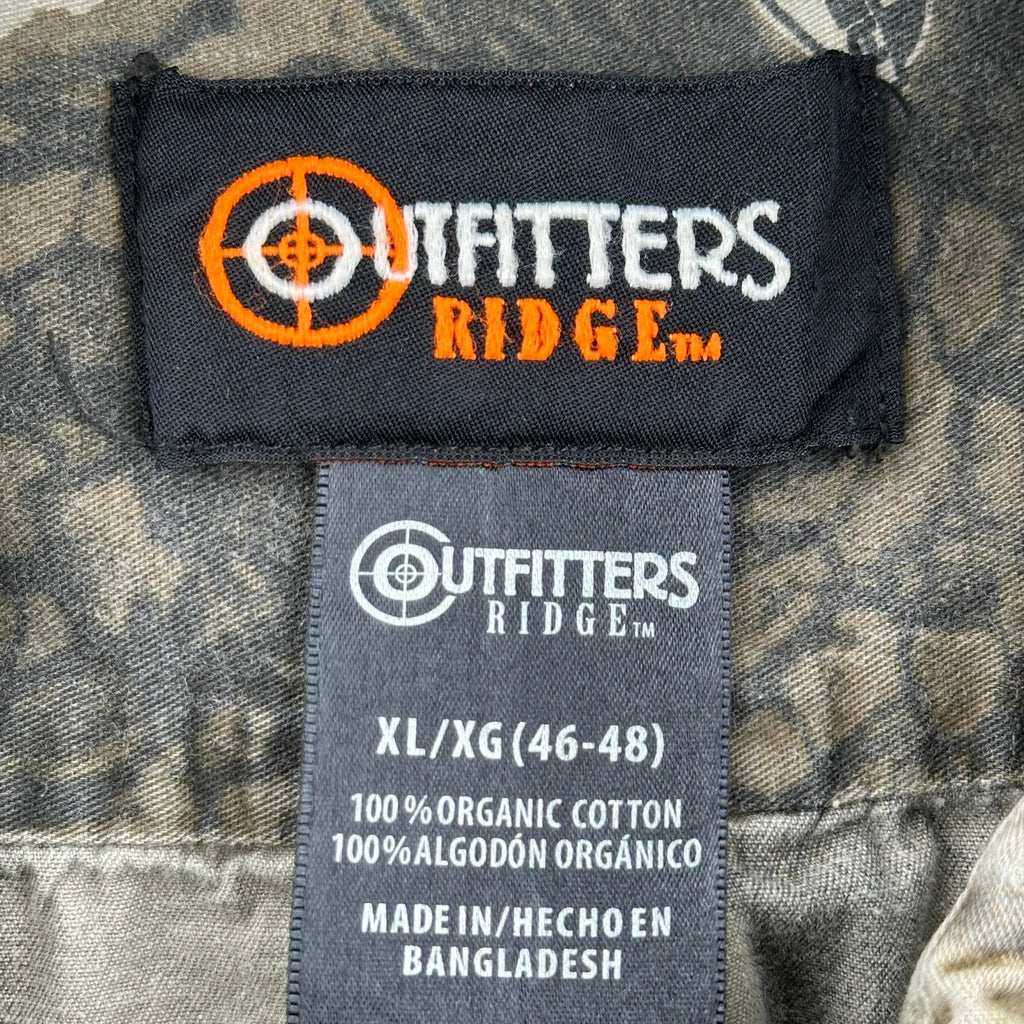 OUTFITTERS
RIDGE™
OUTFITTERS
RIDGE™
XL/XG (46-48)
100% ORGANIC COTTON
100% ALGODÓN ORGÁNICO
MADE IN/HECHO EN
BANGLADESH